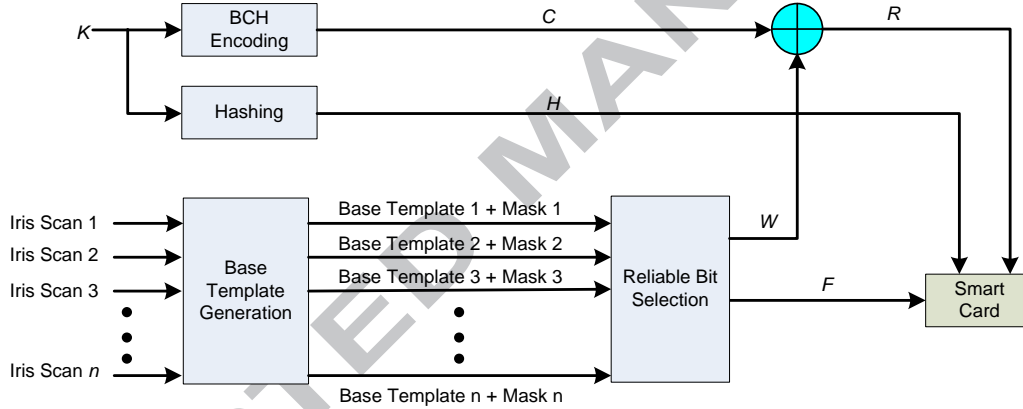 K
BCH
Encoding
C
R
Hashing
H
Iris Scan 1
Iris Scan 2
Iris Scan 3
Iris Scan n
Base
Template
Generation
Base Template 1 + Mask 1
Base Template 2 + Mask 2
Base Template 3 + Mask 3
Base Template n + Mask n
Reliable Bit
Selection
W
F
Smart
Card
TED MAN